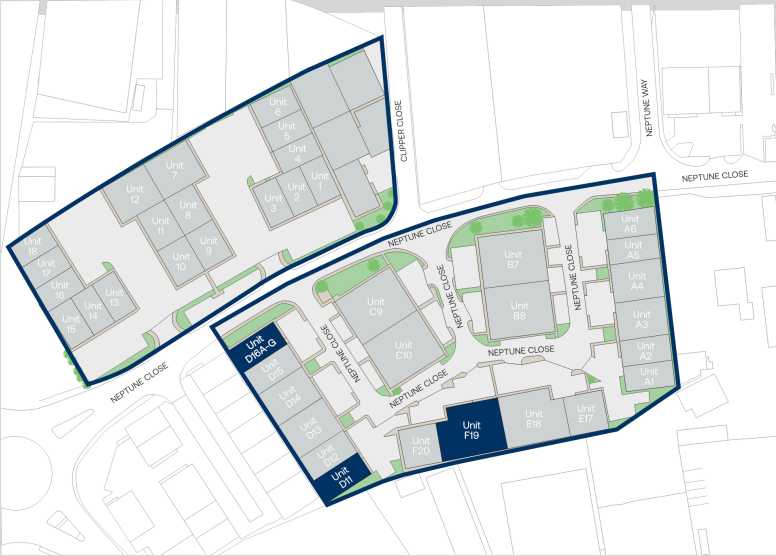 Unit
6
Unit
5
Unit
4
Unit
1
Unit
2
Unit
3
Unit
7
Unit
12
Unit
8
Unit
11
Unit
9
Unit
10
Unit
18
Unit
17
Unit
16
Unit
15
Unit
14
Unit
13
CLIPPER CLOSE
NEPTUNE WAY
NEPTUNE CLOSE
NEPTUNE CLOSE
NEPTUNE CLOSE
NEPTUNE CLOSE
NEPTUNE CLOSE
NEPTUNE CLOSE
NEPTUNE CLOSE
NEPTUNE CLOSE
Unit
A6
Unit
A5
Unit
A4
Unit
A3
Unit
A2
Unit
A1
Unit
B7
Unit
B8
Unit
C9
Unit
C10
Unit
D16A-G
Unit
D15
Unit
D14
Unit
D13
Unit
D12
Unit
D11
Unit
F20
Unit
F19
Unit
E18
Unit
E17